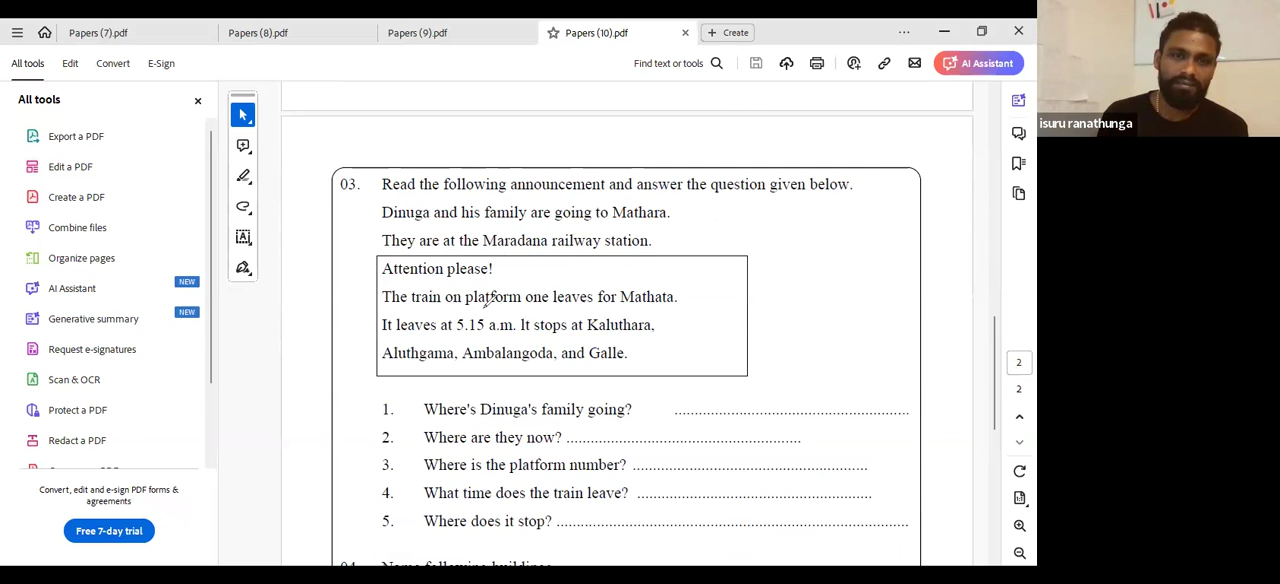 Papers (7).pdf
Papers (8).pdf
Papers (9).pdf
Papers (10).pdf
Create
All tools
Edit
Convert
E-Sign
Find text or tools
AI Assistant
All tools
Export a PDF
Edit a PDF
Create a PDF
Combine files
Organize pages
AI Assistant NEW
Generative summary NEW
Request e-signatures
Scan & OCR
Protect a PDF
Redact a PDF
Convert, edit and e-sign PDF forms & agreements
Free 7-day trial
03. Read the following announcement and answer the question given below.
Dinuga and his family are going to Mathara.
They are at the Maradana railway station.
Attention please!
The train on platform one leaves for Mathata.
It leaves at 5.15 a.m. lt stops at Kaluthara,
Aluthgama, Ambalangoda, and Galle.
1. Where's Dinuga's family going? ..........................................................
2. Where are they now? ..........................................................
3. Where is the platform number? ..........................................................
4. What time does the train leave? ..........................................................
5. Where does it stop? ..........................................................
2
2
isuru ranathunga